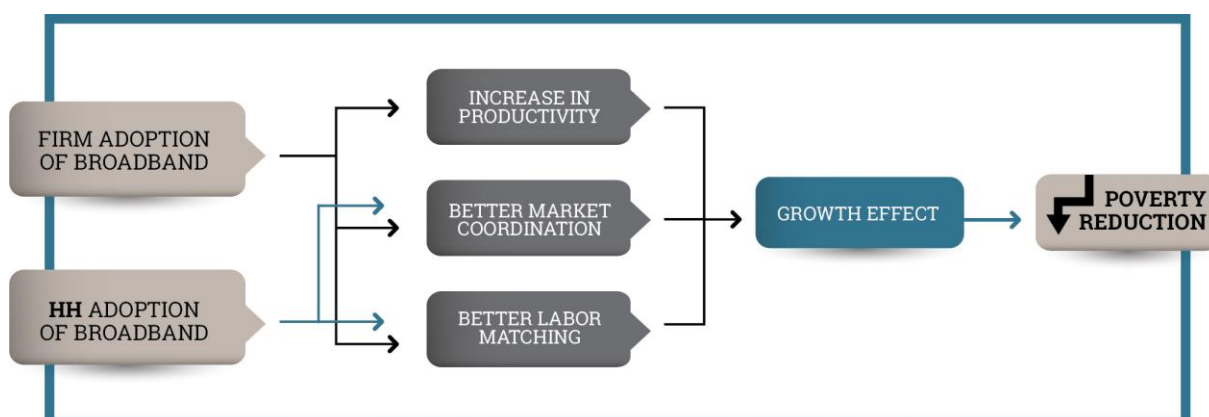 FIRM ADOPTION
OF BROADBAND
HH ADOPTION
OF BROADBAND
INCREASE IN
PRODUCTIVITY
BETTER MARKET
COORDINATION
BETTER LABOR
MATCHING
GROWTH EFFECT
POVERTY
REDUCTION